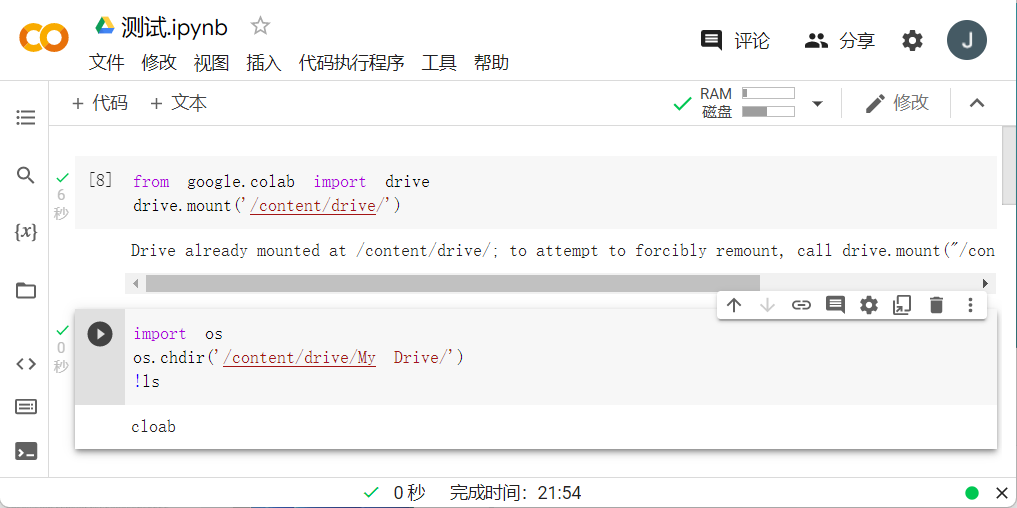 测试.ipynb
文件 修改 视图 插入 代码执行程序 工具 帮助
评论 分享 J
+ 代码 + 文本
RAM
磁盘
修改
{x}
[8] from google.colab import drive
6
秒
drive.mount('/content/drive/')
Drive already mounted at /content/drive/; to attempt to forcibly remount, call drive.mount("/con
0
秒
import os
os.chdir('/content/drive/My Drive/')
!ls
cloab
0 秒 完成时间：21:54